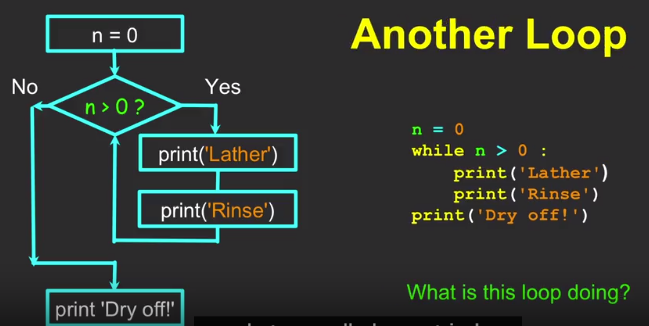 Another Loop
n = 0
No
Yes
n > 0 ?
print('Lather')
print('Rinse')
print 'Dry off!'
n = 0
while n > 0 :
    print('Lather')
    print('Rinse')
print('Dry off!')
What is this loop doing?